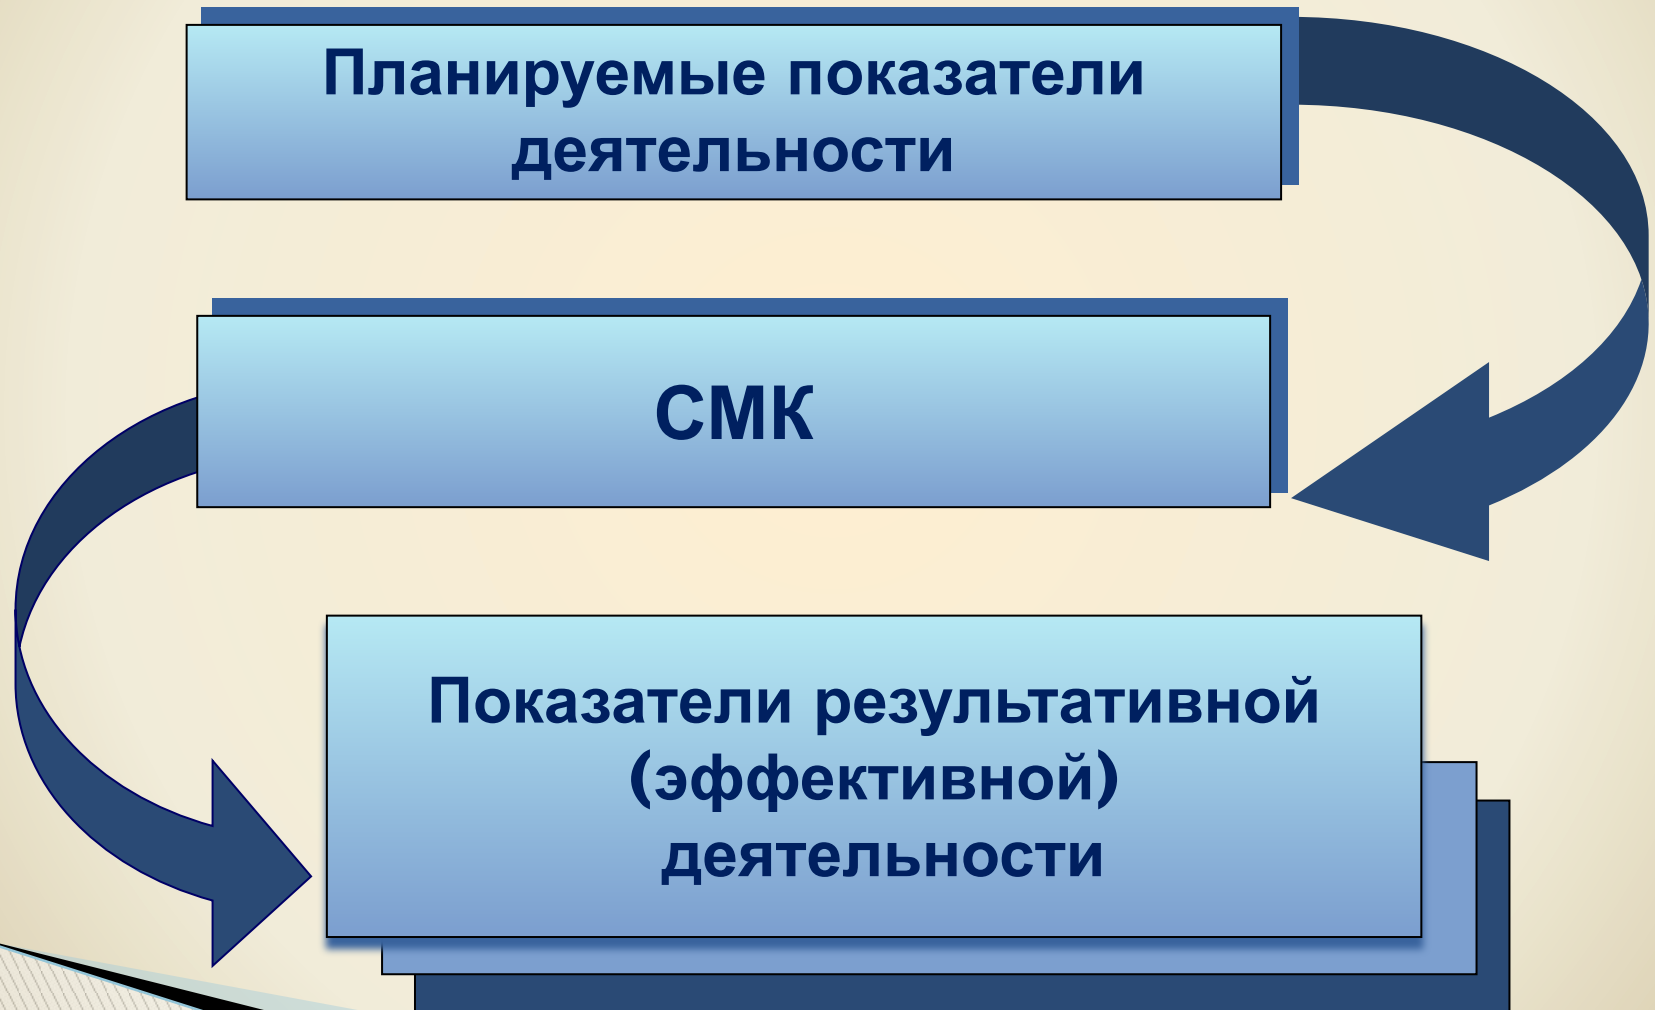 Планируемые показатели
деятельности
СМК
Показатели результативной
(эффективной)
деятельности